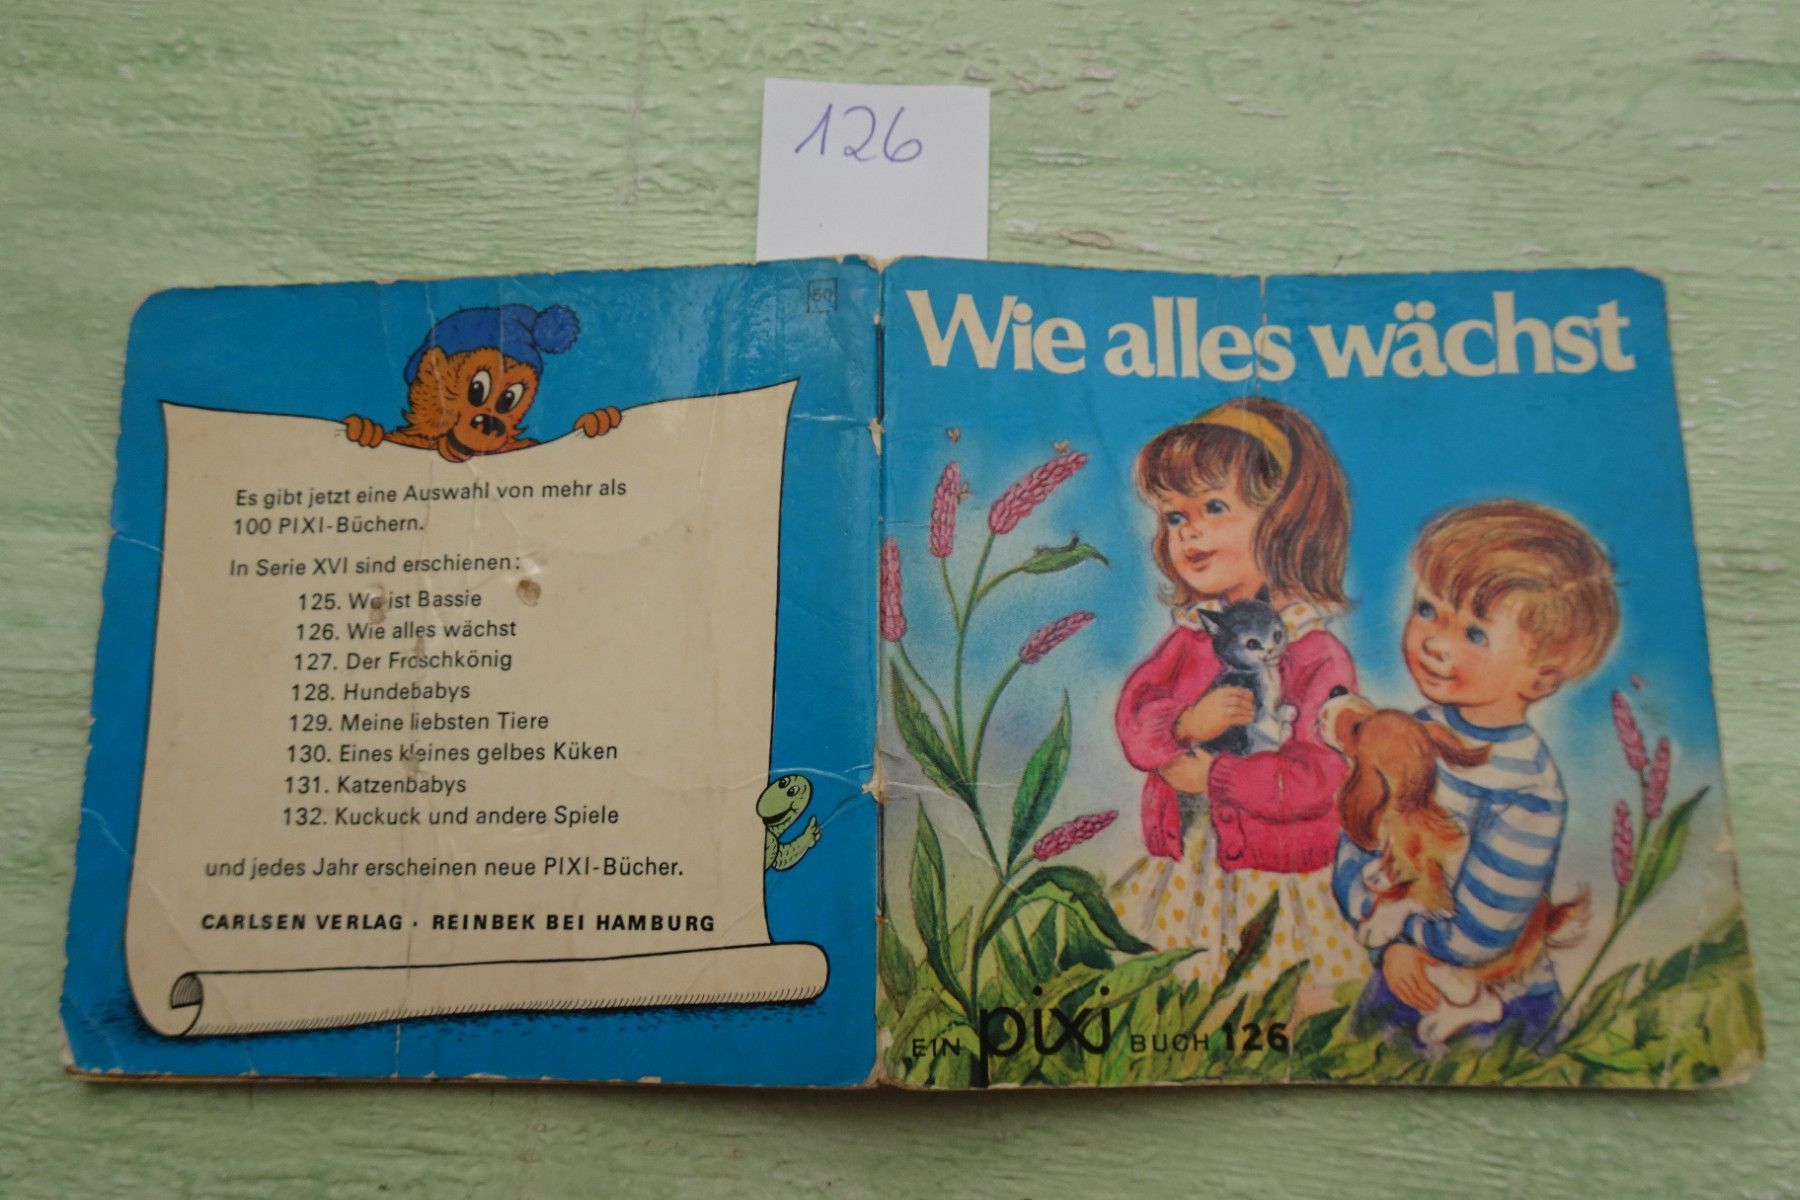 126
50
Es gibt jetzt eine Auswahl von mehr als
100 PIXI-Büchern.
In Serie XVI sind erschienen:
125. Wo ist Bassie
126. Wie alles wächst
127. Der Froschkönig
128. Hundebabys
129. Meine liebsten Tiere
130. Eines kleines gelbes Küken
131. Katzenbabys
132. Kuckuck und andere Spiele
und jedes Jahr erscheinen neue PIXI-Bücher.
CARLSEN VERLAG · REINBEK BEI HAMBURG
Wie alles wächst
EIN pixi BUCH 126